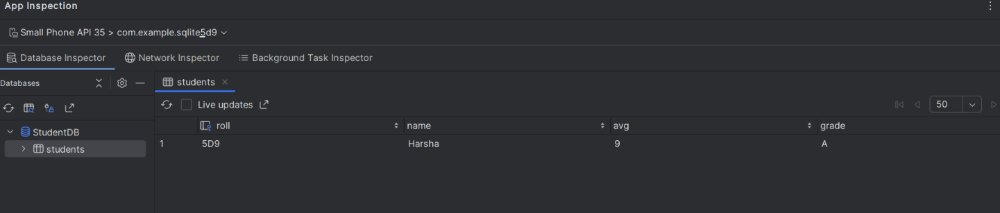 App Inspection
Small Phone API 35 > com.example.sqlite5d9
Database Inspector Network Inspector Background Task Inspector
Databases
students
Live updates
50
StudentDB
students
roll name avg grade
1 5D9 Harsha 9 A